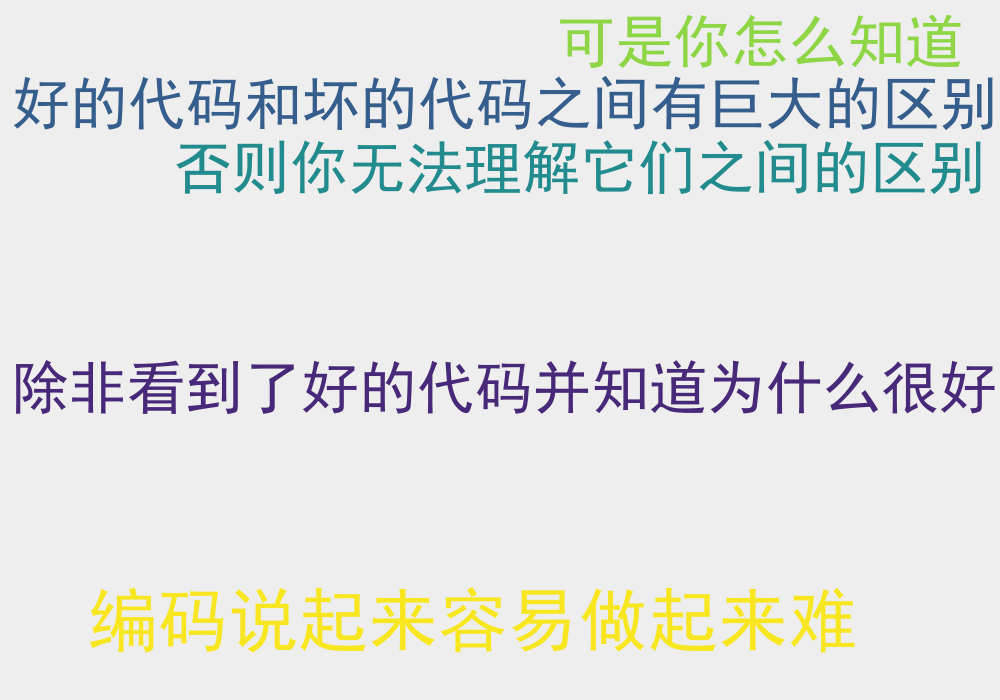 可是你怎么知道
好的代码和坏的代码之间有巨大的区别
否则你无法理解它们之间的区别
除非看到了好的代码并知道为什么很好
编码说起来容易做起来难